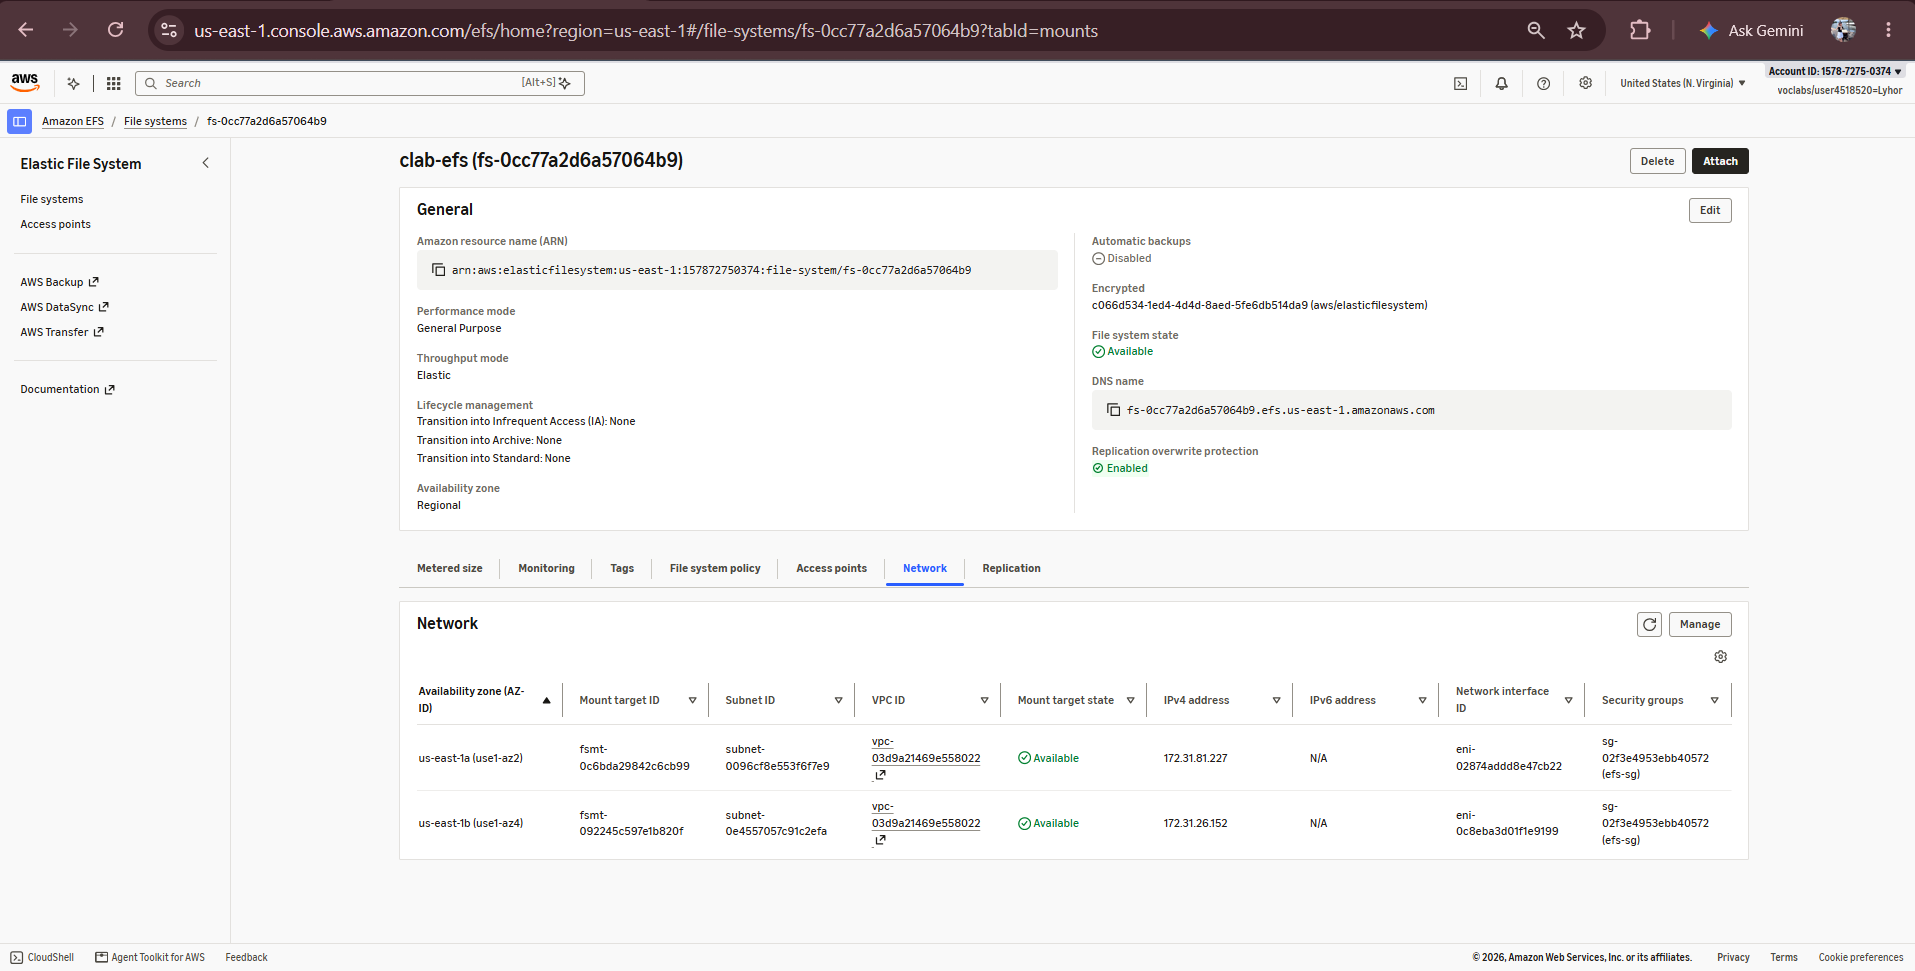 us-east-1.console.aws.amazon.com/efs/home?region=us-east-1#/file-systems/fs-0cc77a2d6a57064b9?tabId=mounts
Ask Gemini
aws
Search
[Alt+S]
United States (N. Virginia)
Account ID: 1578-7275-0374
voclabs/user4518520=Lyhor
Amazon EFS / File systems / fs-0cc77a2d6a57064b9
Elastic File System
File systems
Access points
AWS Backup
AWS DataSync
AWS Transfer
Documentation
clab-efs (fs-0cc77a2d6a57064b9)
Delete
Attach
General
Edit
Amazon resource name (ARN)
arn:aws:elasticfilesystem:us-east-1:157872750374:file-system/fs-0cc77a2d6a57064b9
Performance mode
General Purpose
Throughput mode
Elastic
Lifecycle management
Transition into Infrequent Access (IA): None
Transition into Archive: None
Transition into Standard: None
Availability zone
Regional
Automatic backups
Disabled
Encrypted
c066d534-1ed4-4d4d-8aed-5fe6db514da9 (aws/elasticfilesystem)
File system state
Available
DNS name
fs-0cc77a2d6a57064b9.efs.us-east-1.amazonaws.com
Replication overwrite protection
Enabled
Metered size
Monitoring
Tags
File system policy
Access points
Network
Replication
Network
Manage
Availability zone (AZ-
ID)
Mount target ID
Subnet ID
VPC ID
Mount target state
IPv4 address
IPv6 address
Network interface
ID
Security groups
us-east-1a (use1-az2)
fsmt-
0c6bda29842c6cb99
subnet-
0096cf8e553f6f7e9
vpc-
03d9a21469e558022
Available
172.31.81.227
N/A
eni-
02874addd8e47cb22
sg-
02f3e4953ebb40572
(efs-sg)
us-east-1b (use1-az4)
fsmt-
092245c597e1b820f
subnet-
0e4557057c91c2efa
vpc-
03d9a21469e558022
Available
172.31.26.152
N/A
eni-
0c8eba3d01f1e9199
sg-
02f3e4953ebb40572
(efs-sg)
CloudShell
Agent Toolkit for AWS
Feedback
© 2026, Amazon Web Services, Inc. or its affiliates.
Privacy
Terms
Cookie preferences